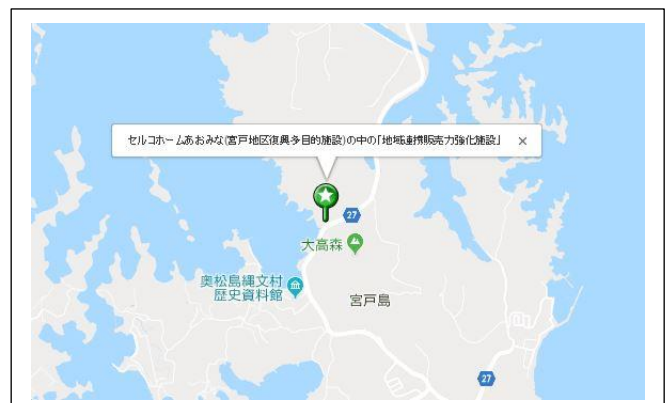 セルコホームあおみな(宮戸地区復興多目的施設)の中の「地域連携販売力強化施設」 ×
27
大高森
奥松島縄文村
歴史資料館
宮戸島
27